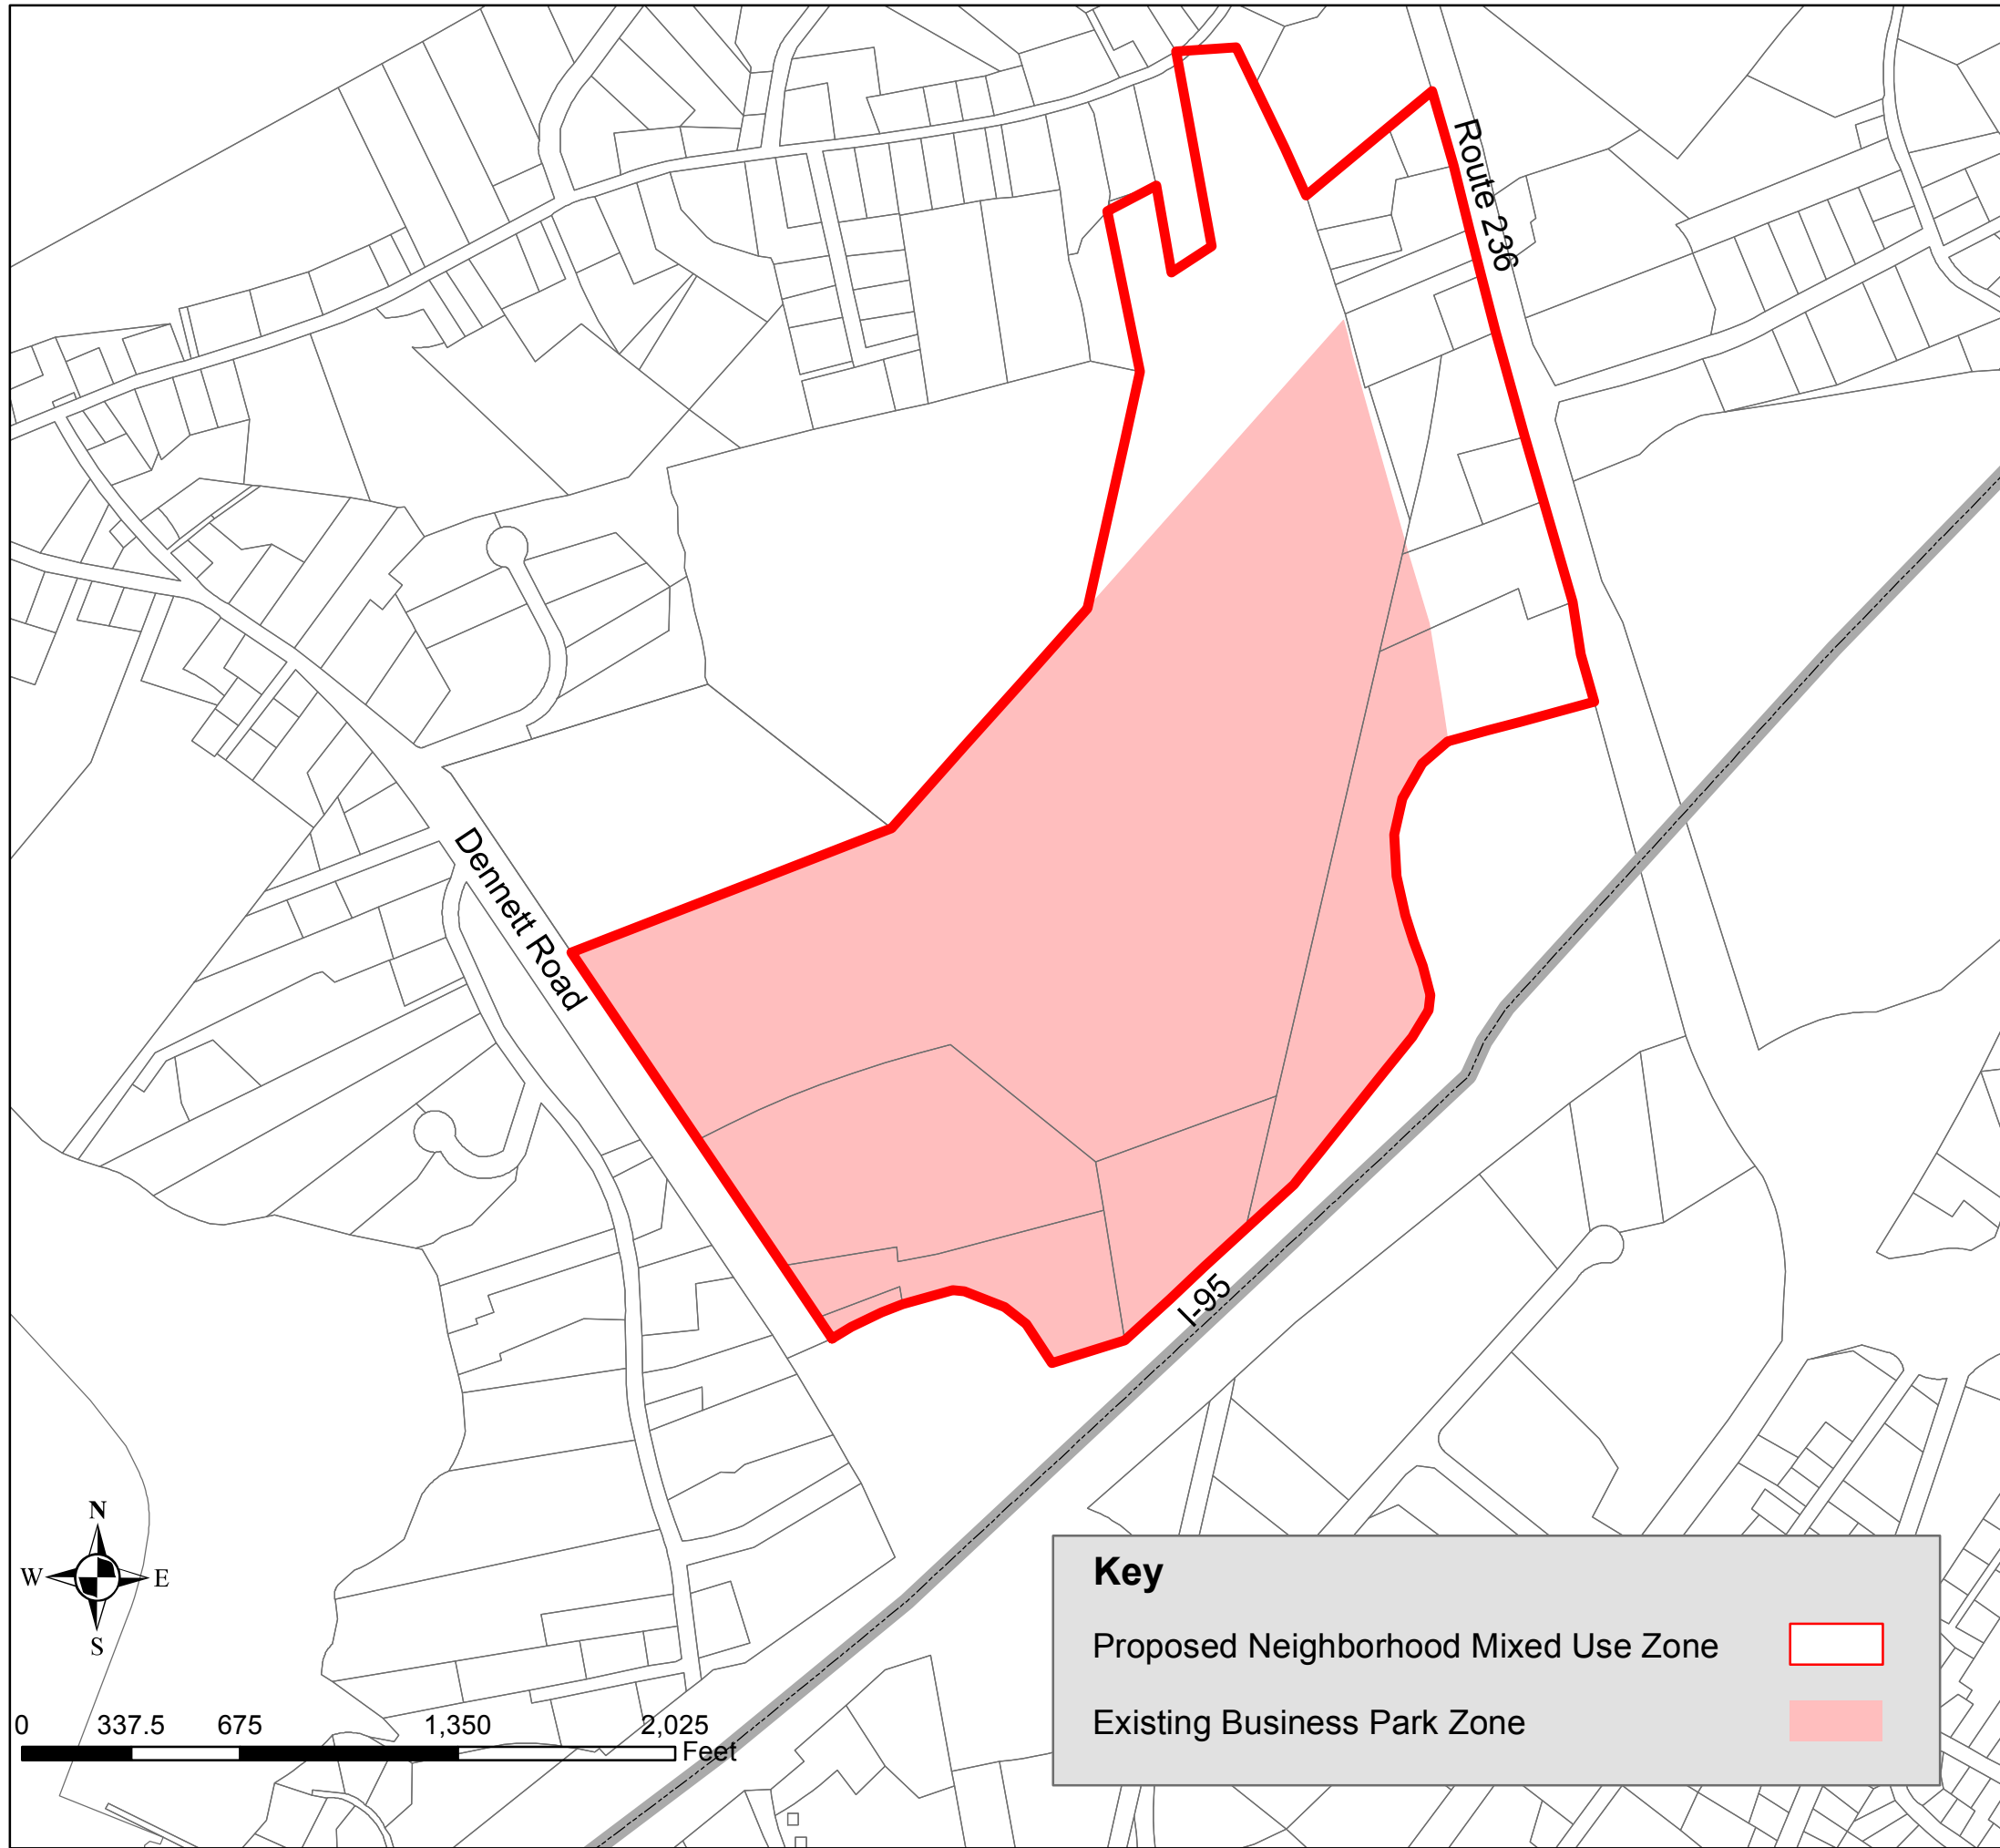 Route 236
Dennett Road
I-95
N
W E
S
0 337.5 675 1,350 2,025
Feet
Key
Proposed Neighborhood Mixed Use Zone
Existing Business Park Zone